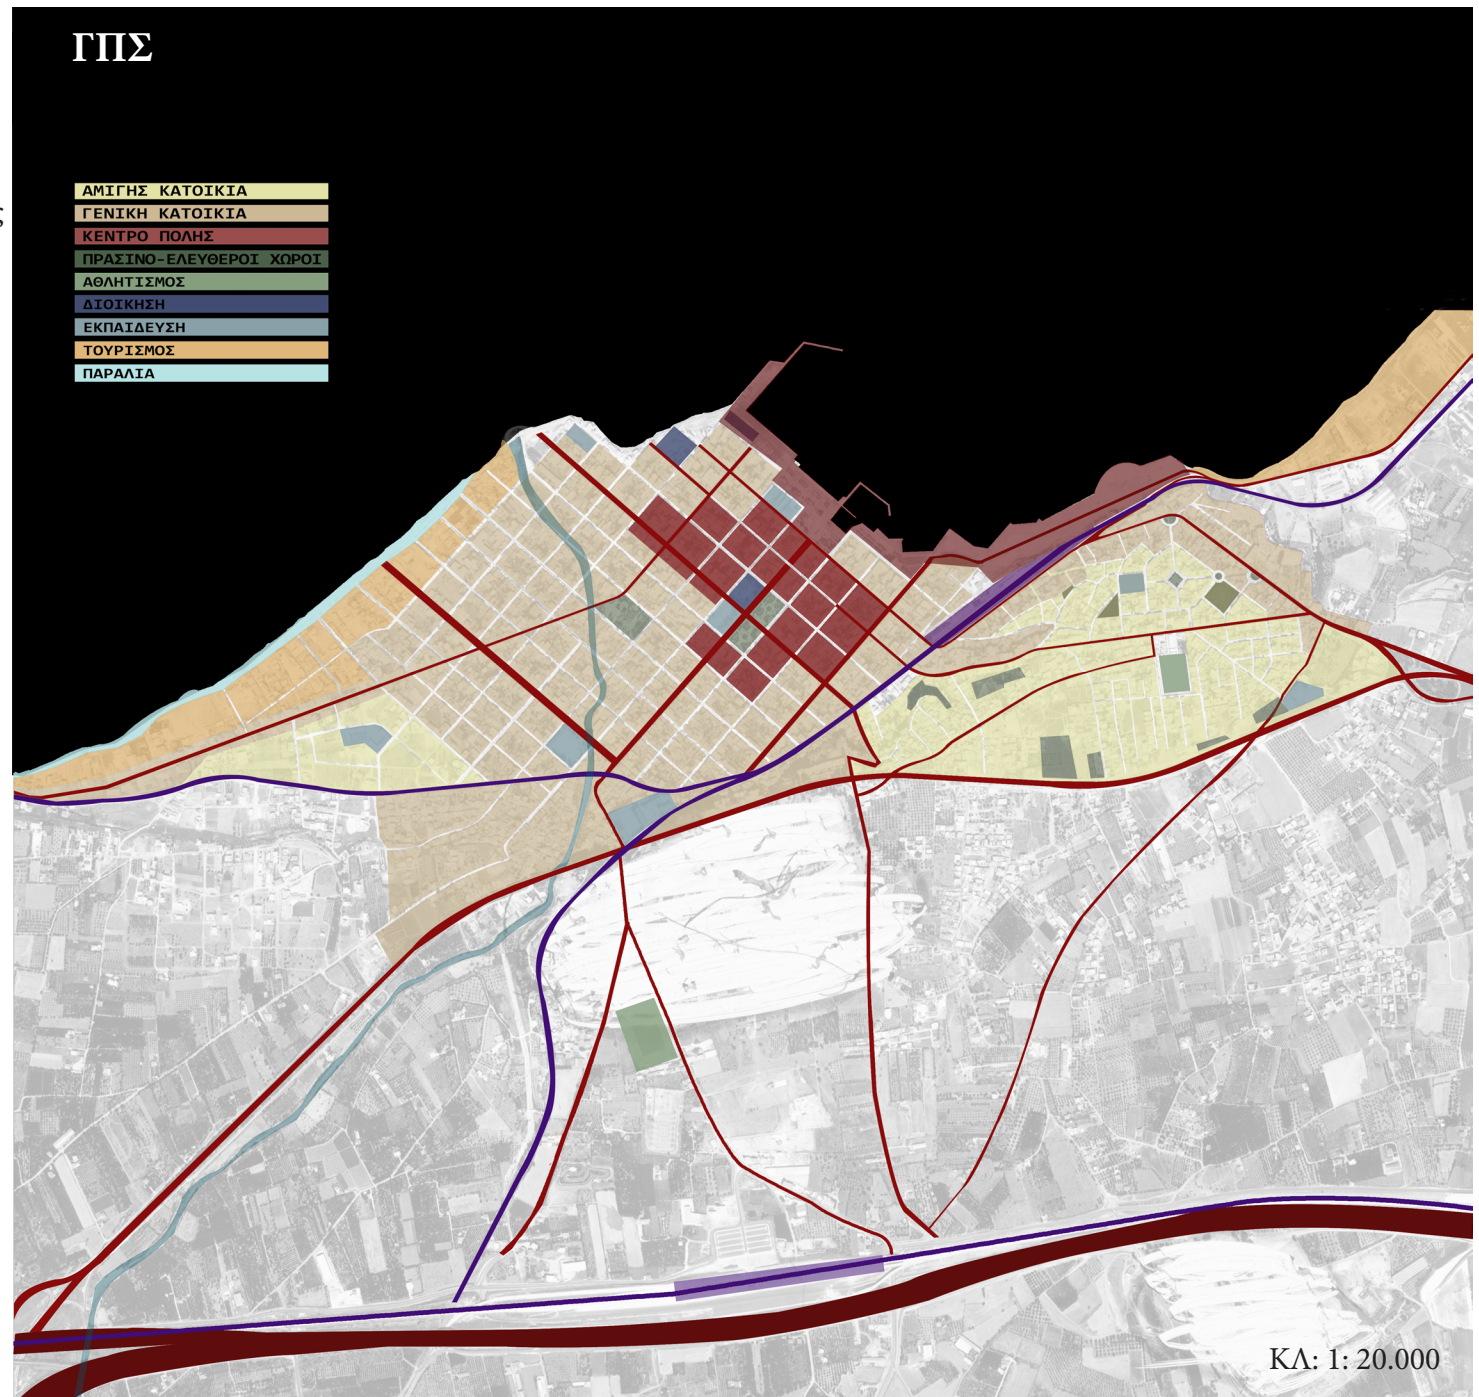 ΓΠΣ
ς
ΑΜΙΓΗΣ ΚΑΤΟΙΚΙΑ
ΓΕΝΙΚΗ ΚΑΤΟΙΚΙΑ
ΚΕΝΤΡΟ ΠΟΛΗΣ
ΠΡΑΣΙΝΟ-ΕΛΕΥΘΕΡΟΙ ΧΩΡΟΙ
ΑΘΛΗΤΙΣΜΟΣ
ΔΙΟΙΚΗΣΗ
ΕΚΠΑΙΔΕΥΣΗ
ΤΟΥΡΙΣΜΟΣ
ΠΑΡΑΛΙΑ
ΚΛ: 1: 20.000